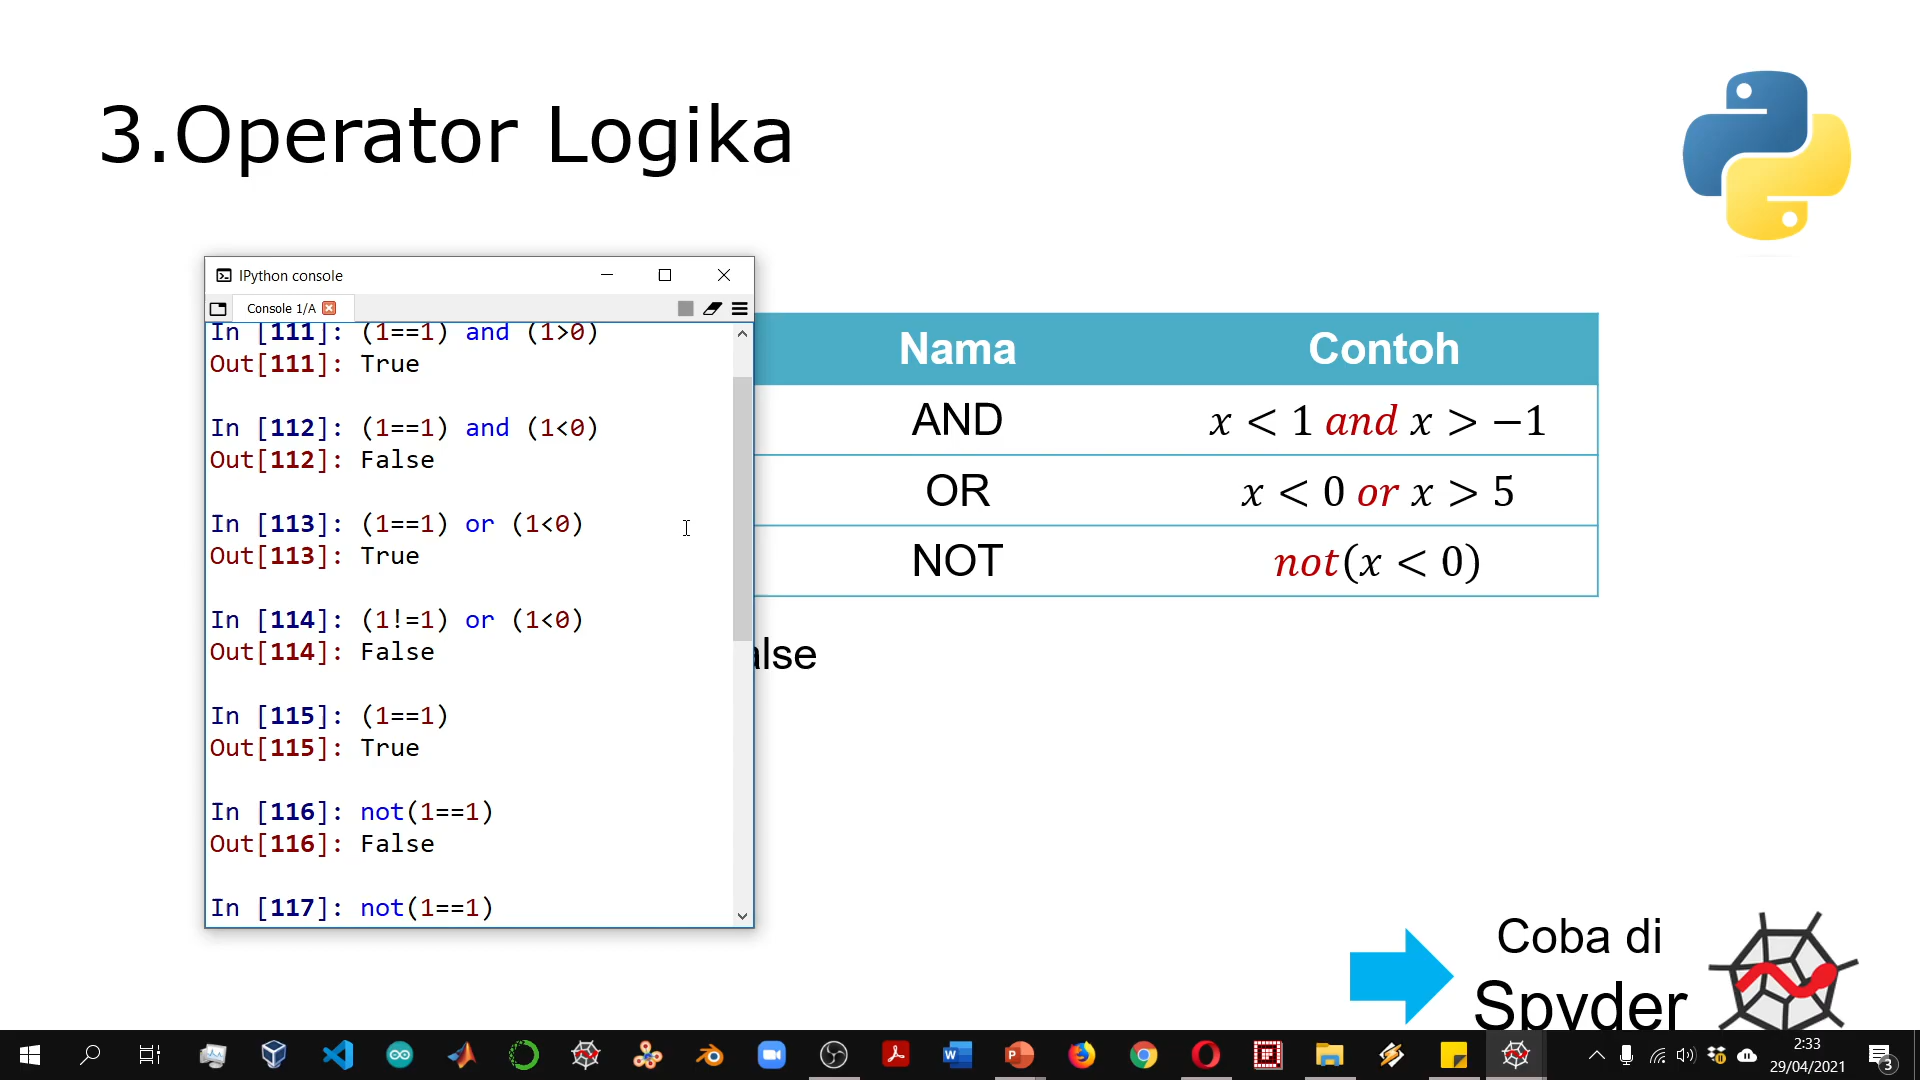 3.Operator Logika
IPython console
Console 1/A
In [111]: (1==1) and (1>0)
Out[111]: True
In [112]: (1==1) and (1<0)
Out[112]: False
In [113]: (1==1) or (1<0)
Out[113]: True
In [114]: (1!=1) or (1<0)
Out[114]: False
In [115]: (1==1)
Out[115]: True
In [116]: not(1==1)
Out[116]: False
In [117]: not(1==1)
Nama Contoh
AND x < 1 and x > −1
OR x < 0 or x > 5
NOT not(x < 0)
alse
Coba di
Spyder
2:33
29/04/2021
3